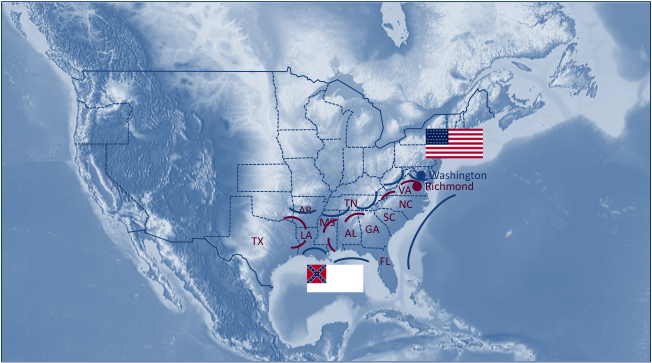 Washington
Richmond
VA
TN
NC
AR
MS
SC
GA
AL
LA
TX
FL